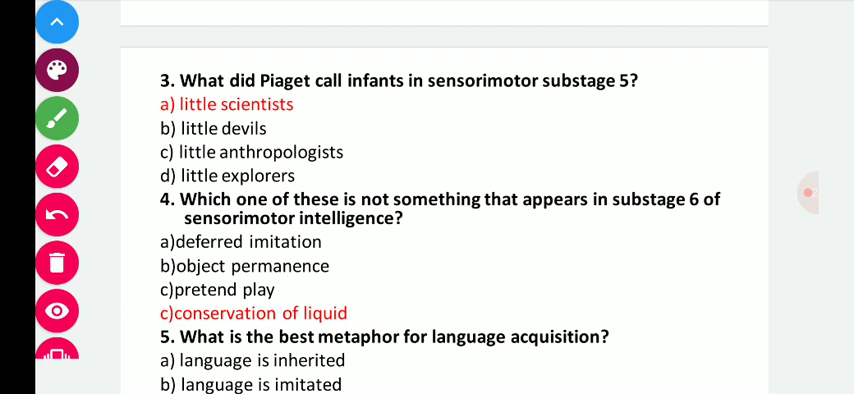 3. What did Piaget call infants in sensorimotor substage 5?
a) little scientists
b) little devils
c) little anthropologists
d) little explorers
4. Which one of these is not something that appears in substage 6 of
sensorimotor intelligence?
a)deferred imitation
b)object permanence
c)pretend play
c)conservation of liquid
5. What is the best metaphor for language acquisition?
a) language is inherited
b) language is imitated